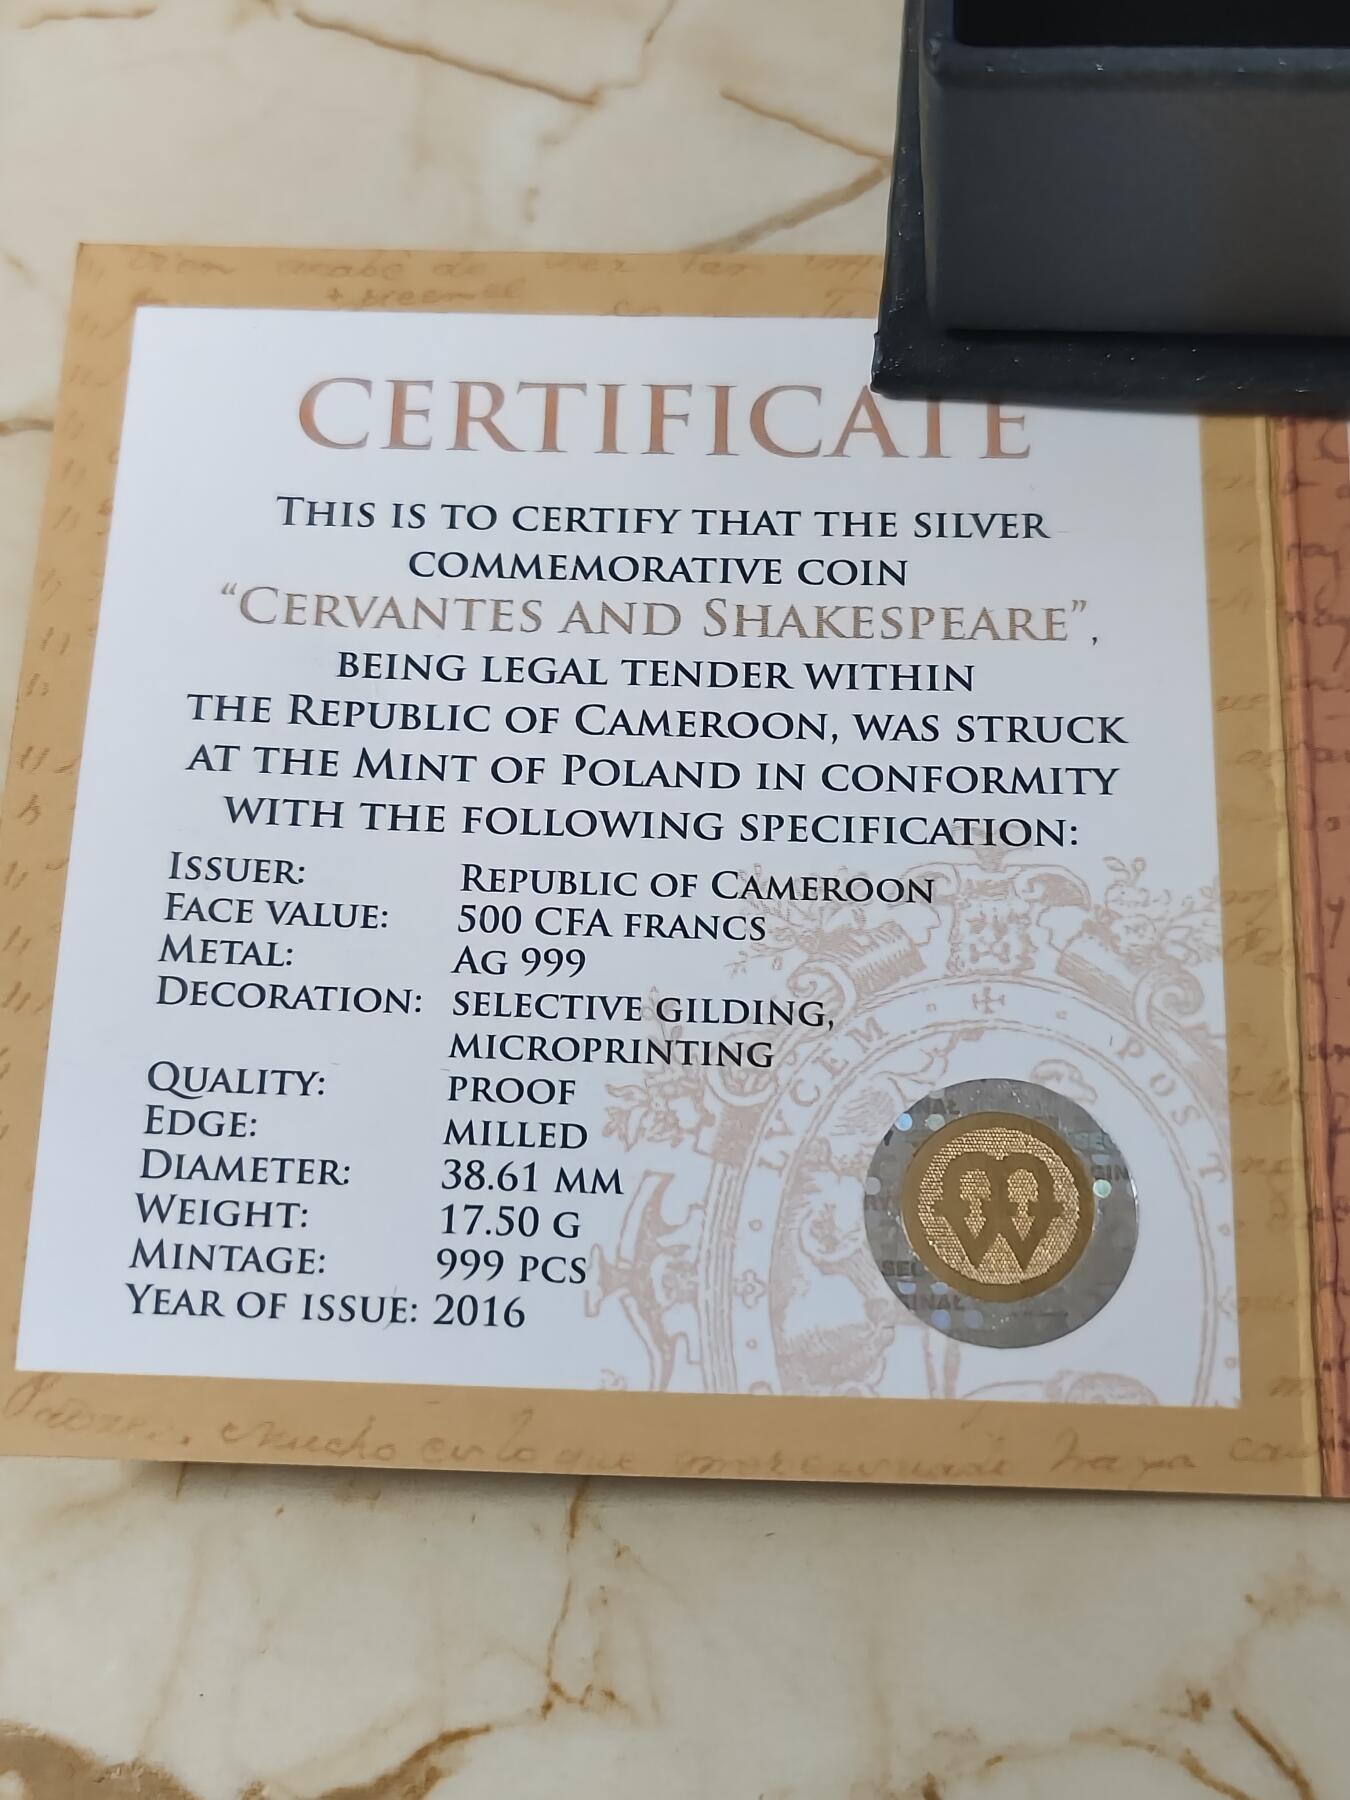 CERTIFICATE
THIS IS TO CERTIFY THAT THE SILVER
COMMEMORATIVE COIN
“CERVANTES AND SHAKESPEARE”,
BEING LEGAL TENDER WITHIN
THE REPUBLIC OF CAMEROON, WAS STRUCK
AT THE MINT OF POLAND IN CONFORMITY
WITH THE FOLLOWING SPECIFICATION:
ISSUER: REPUBLIC OF CAMEROON
FACE VALUE: 500 CFA FRANCS
METAL: AG 999
DECORATION: SELECTIVE GILDING,
MICROPRINTING
QUALITY: PROOF
EDGE: MILLED
DIAMETER: 38.61 MM
WEIGHT: 17.50 G
MINTAGE: 999 PCS
YEAR OF ISSUE: 2016
LVCEM
POST